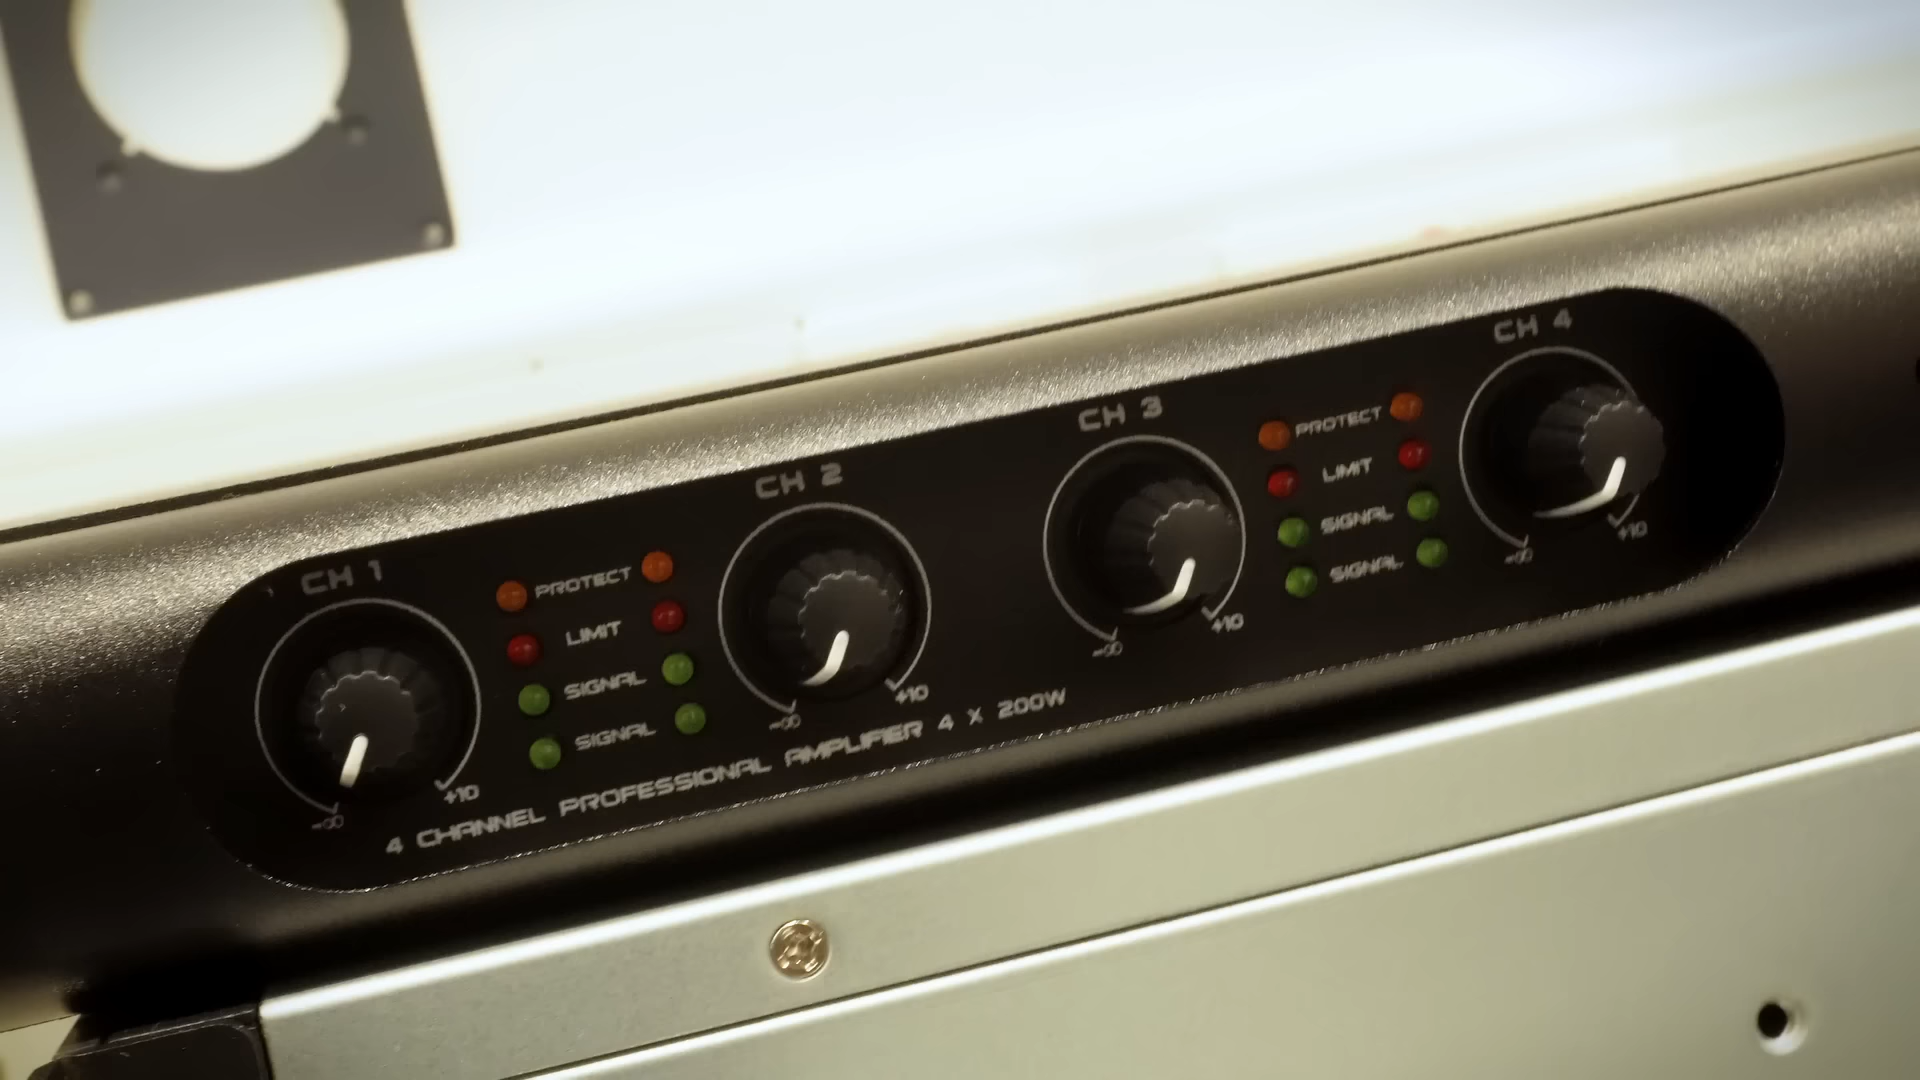 CH 1
PROTECT
LIMIT
SIGNAL
SIGNAL
-∞
+10
CH 2
-∞
+10
CH 3
-∞
+10
PROTECT
LIMIT
SIGNAL
SIGNAL
CH 4
-∞
+10
4 CHANNEL PROFESSIONAL AMPLIFIER 4 X 200W